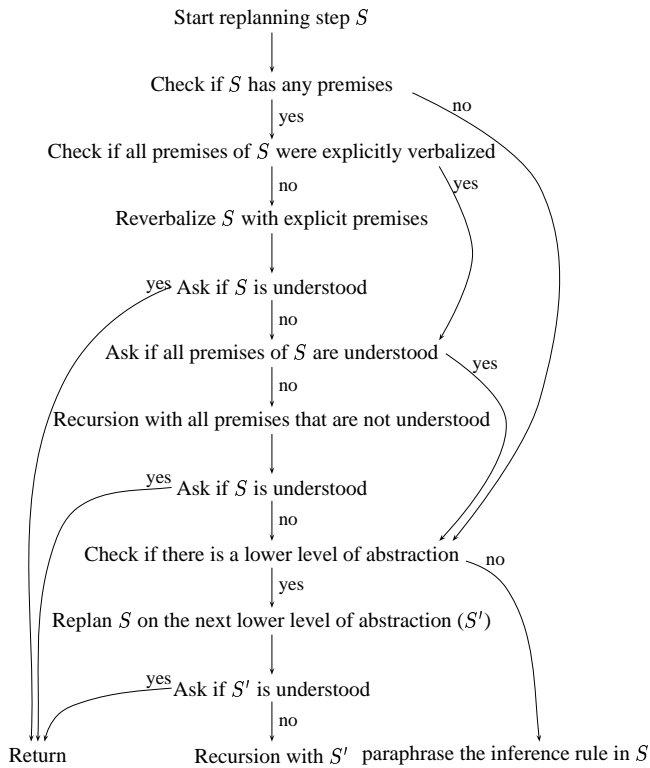 Start replanning step S
Check if S has any premises
no
yes
Check if all premises of S were explicitly verbalized
yes
no
Reverbalize S with explicit premises
yes Ask if S is understood
no
Ask if all premises of S are understood
yes
no
Recursion with all premises that are not understood
yes
Ask if S is understood
no
Check if there is a lower level of abstraction
no
yes
Replan S on the next lower level of abstraction (S′)
yes
Ask if S′ is understood
no
Return Recursion with S′ paraphrase the inference rule in S